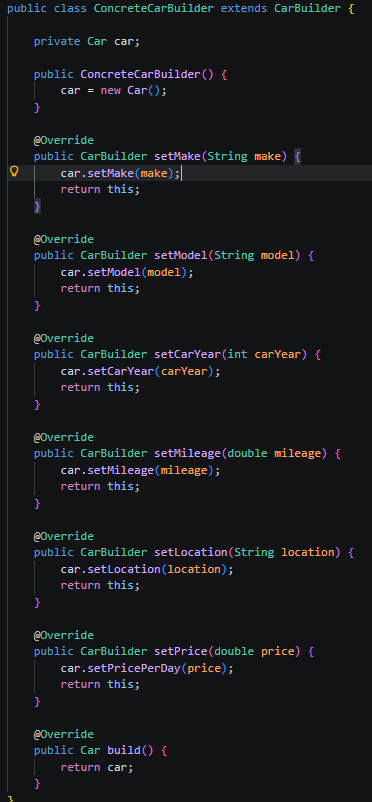 public class ConcreteCarBuilder extends CarBuilder {
private Car car;
public ConcreteCarBuilder() {
car = new Car();
}
@Override
public CarBuilder setMake(String make) {
car.setMake(make);
return this;
}
@Override
public CarBuilder setModel(String model) {
car.setModel(model);
return this;
}
@Override
public CarBuilder setCarYear(int carYear) {
car.setCarYear(carYear);
return this;
}
@Override
public CarBuilder setMileage(double mileage) {
car.setMileage(mileage);
return this;
}
@Override
public CarBuilder setLocation(String location) {
car.setLocation(location);
return this;
}
@Override
public CarBuilder setPrice(double price) {
car.setPricePerDay(price);
return this;
}
@Override
public Car build() {
return car;
}
}